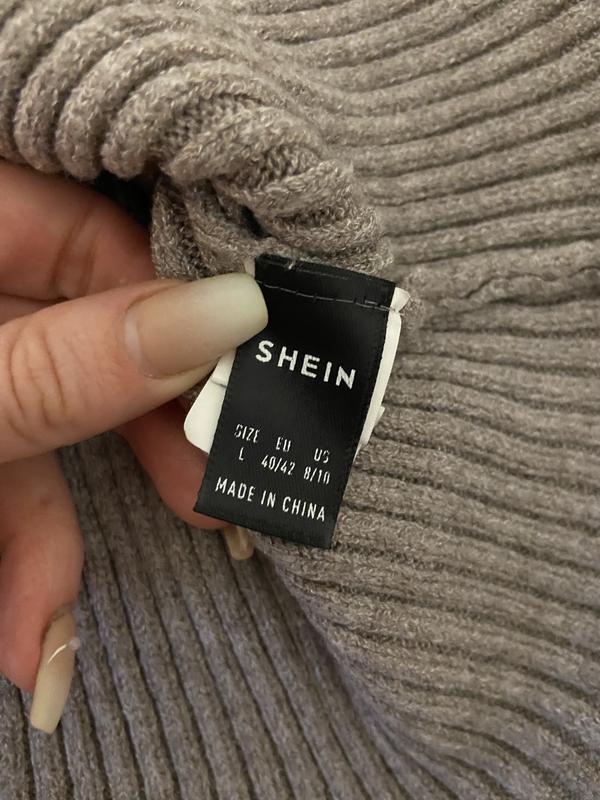 SHEIN
SIZE EU US
L 40/42 8/10
MADE IN CHINA